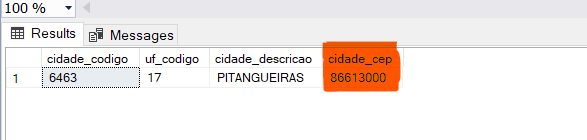 100 %
Results Messages
cidade_codigo uf_codigo cidade_descricao cidade_cep
1 6463 17 PITANGUEIRAS 86613000